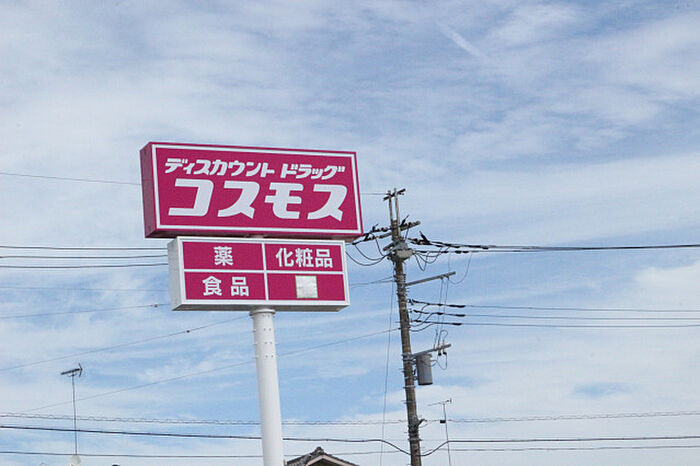 ディスカウント ドラッグ
コスモス
薬 化粧品
食品